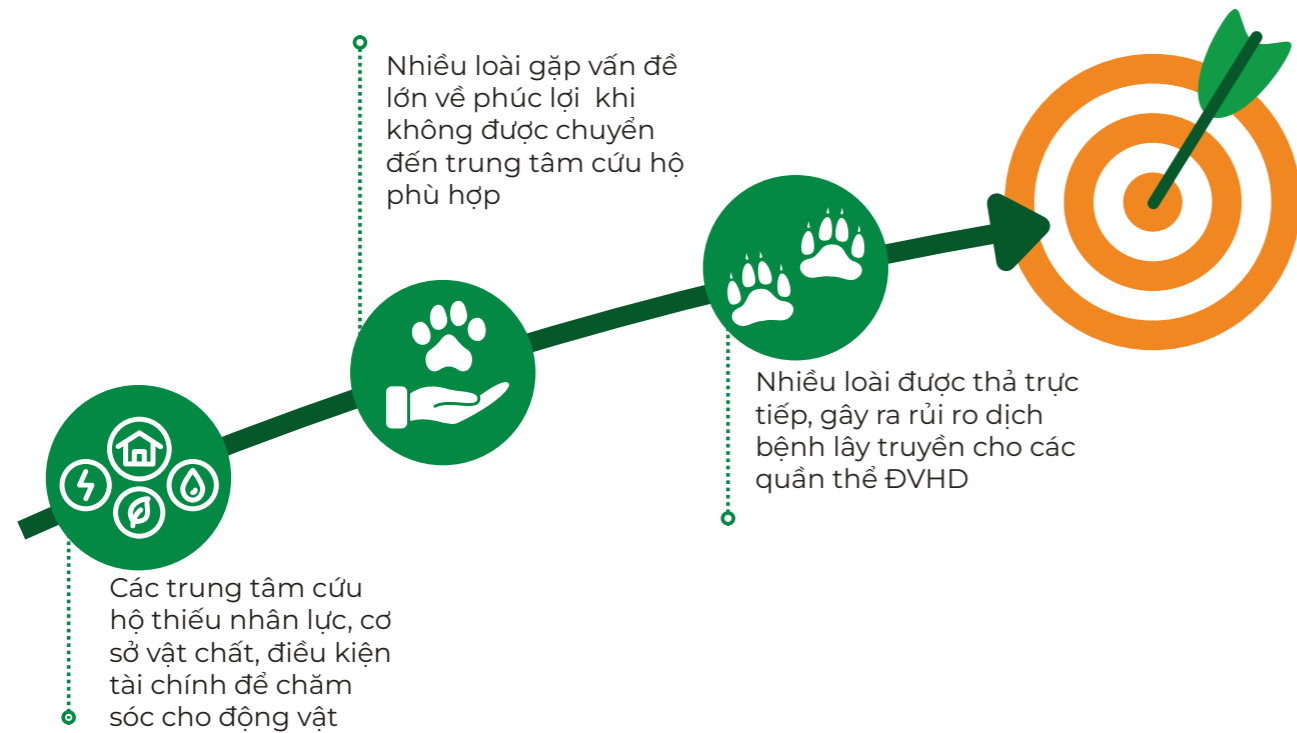 Nhiều loài gặp vấn đề
lớn về phúc lợi  khi
không được chuyển
đến trung tâm cứu hộ
phù hợp
Nhiều loài được thả trực
tiếp, gây ra rủi ro dịch
bệnh lây truyền cho các
quần thể ĐVHD
Các trung tâm cứu
hộ thiếu nhân lực, cơ
sở vật chất, điều kiện
tài chính để chăm
sóc cho động vật